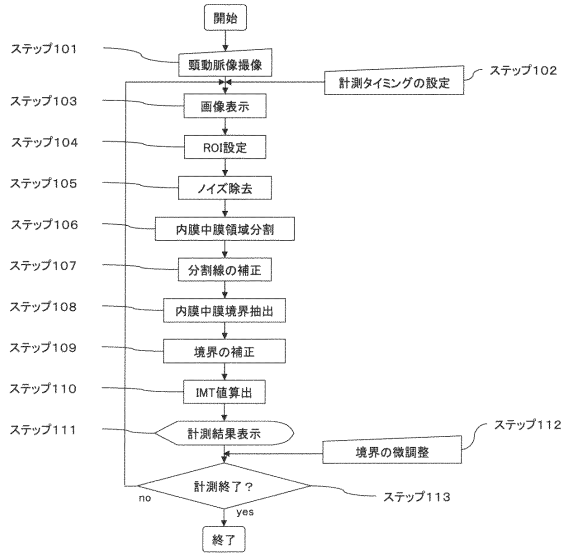 開始
ステップ101
頸動脈像撮像
ステップ102
計測タイミングの設定
ステップ103
画像表示
ステップ104
ROI設定
ステップ105
ノイズ除去
ステップ106
内膜中膜領域分割
ステップ107
分割線の補正
ステップ108
内膜中膜境界抽出
ステップ109
境界の補正
ステップ110
IMT値算出
ステップ111
計測結果表示
ステップ112
境界の微調整
計測終了？
ステップ113
no
yes
終了